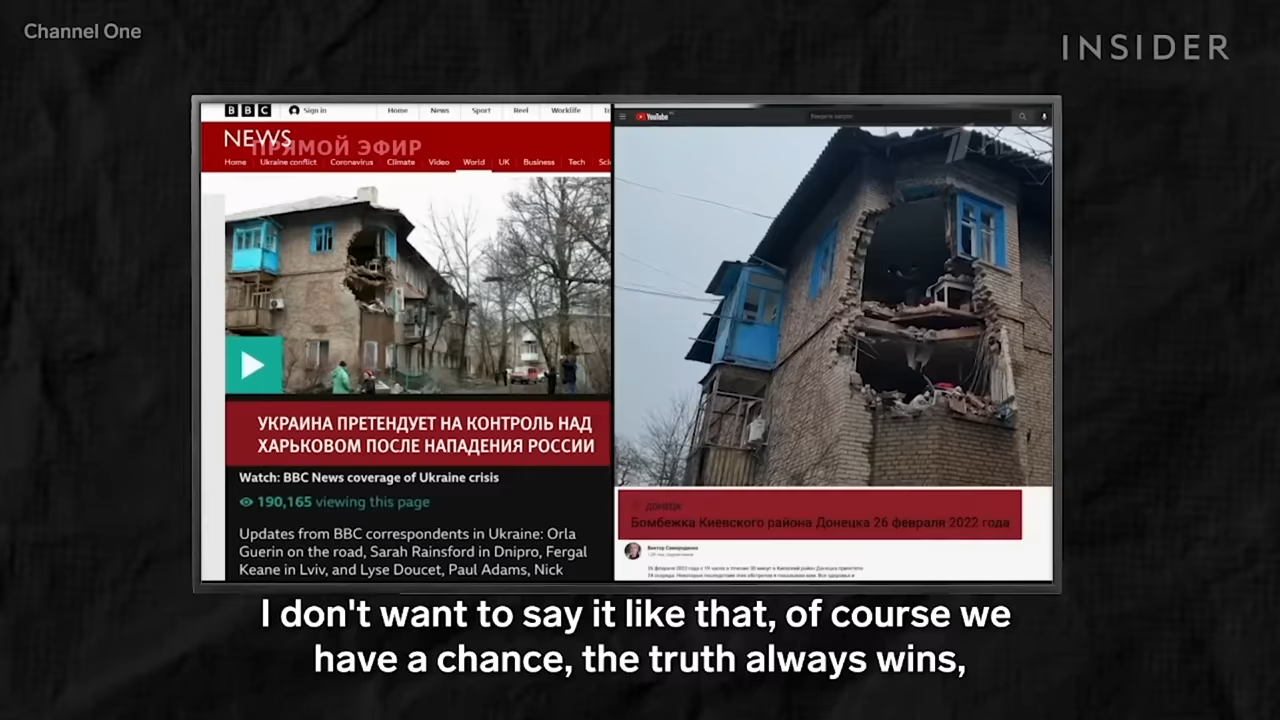 Channel One
INSIDER
BBC
Sign in
Home
News
Sport
Reel
Worklife
NEWS
ПРЯМОЙ ЭФИР
Home
Ukraine conflict
Coronavirus
Climate
Video
World
UK
Business
Tech
УКРАИНА ПРЕТЕНДУЕТ НА КОНТРОЛЬ НАД
ХАРЬКОВОМ ПОСЛЕ НАПАДЕНИЯ РОССИИ
Watch: BBC News coverage of Ukraine crisis
190,165 viewing this page
Updates from BBC correspondents in Ukraine: Orla
Guerin on the road, Sarah Rainsford in Dnipro, Fergal
Keane in Lviv, and Lyse Doucet, Paul Adams, Nick
YouTube
Введите запрос
ДОНЕЦК
Бомбежка Киевского района Донецка 26 февраля 2022 года
I don't want to say it like that, of course we
have a chance, the truth always wins,